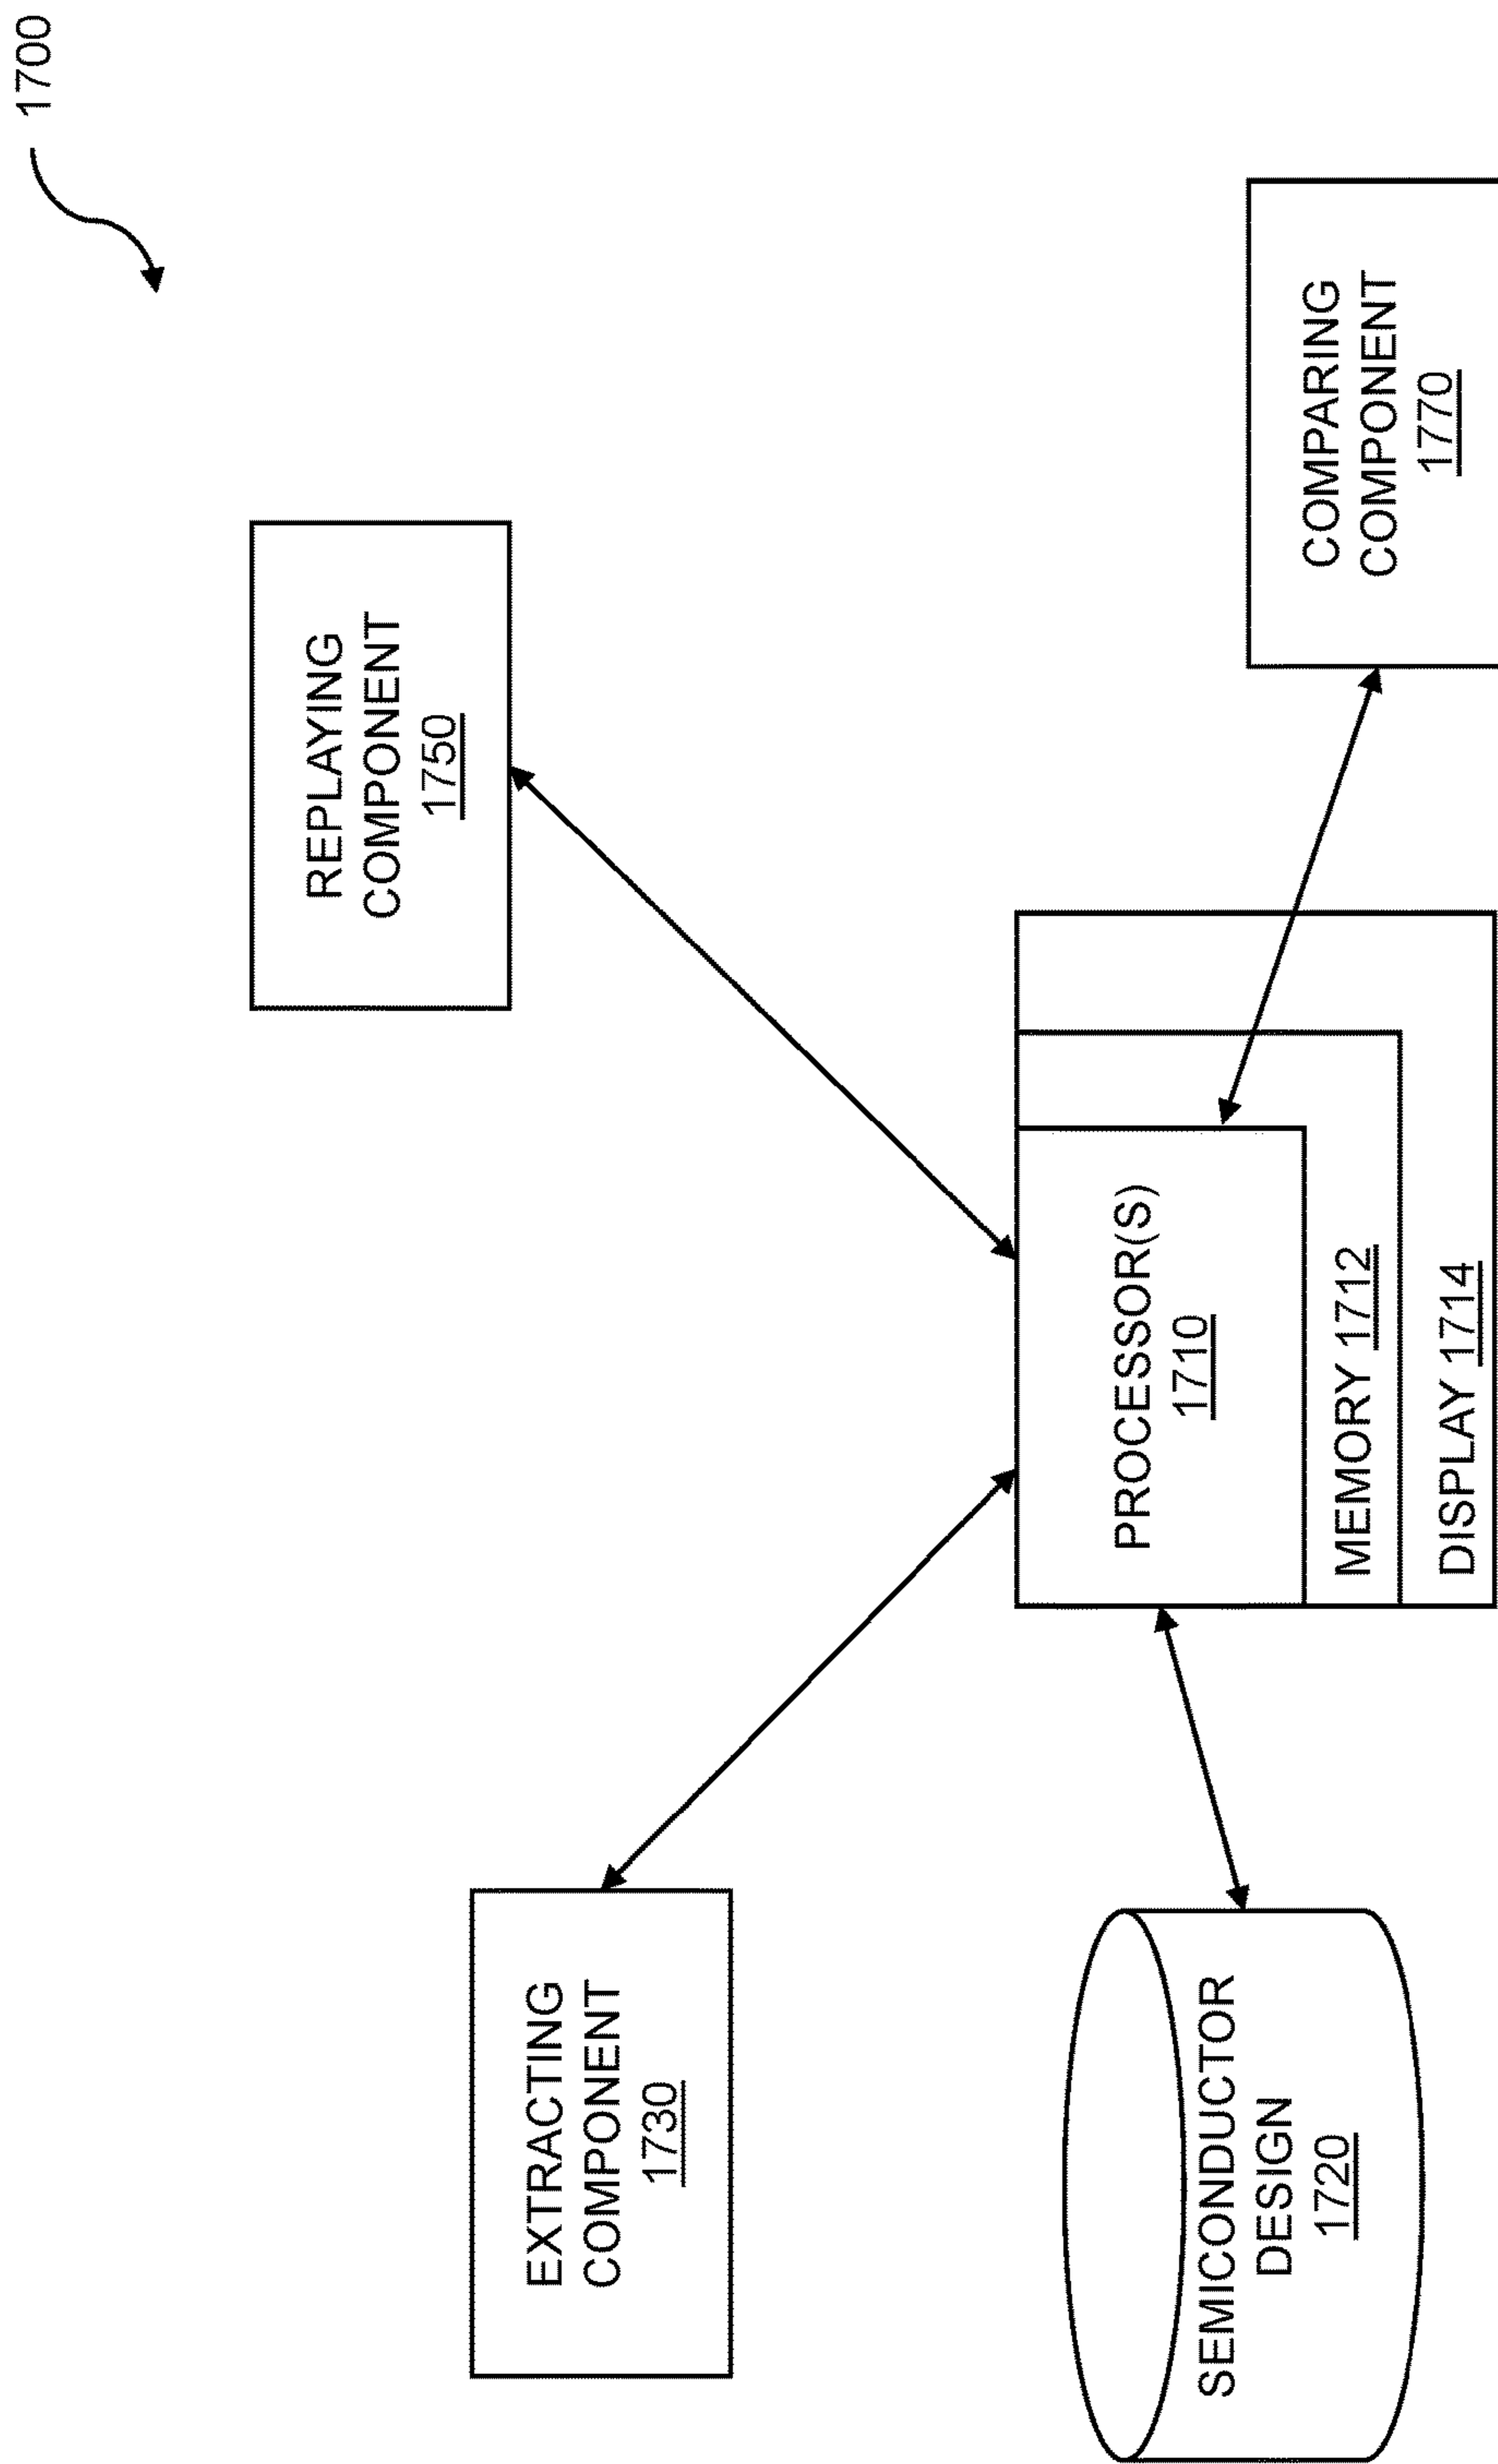 1700
REPLAYING
COMPONENT
1750
EXTRACTING
COMPONENT
1730
COMPARING
COMPONENT
1770
PROCESSOR(S)
1710
MEMORY 1712
DISPLAY 1714
SEMICONDUCTOR
DESIGN
1720